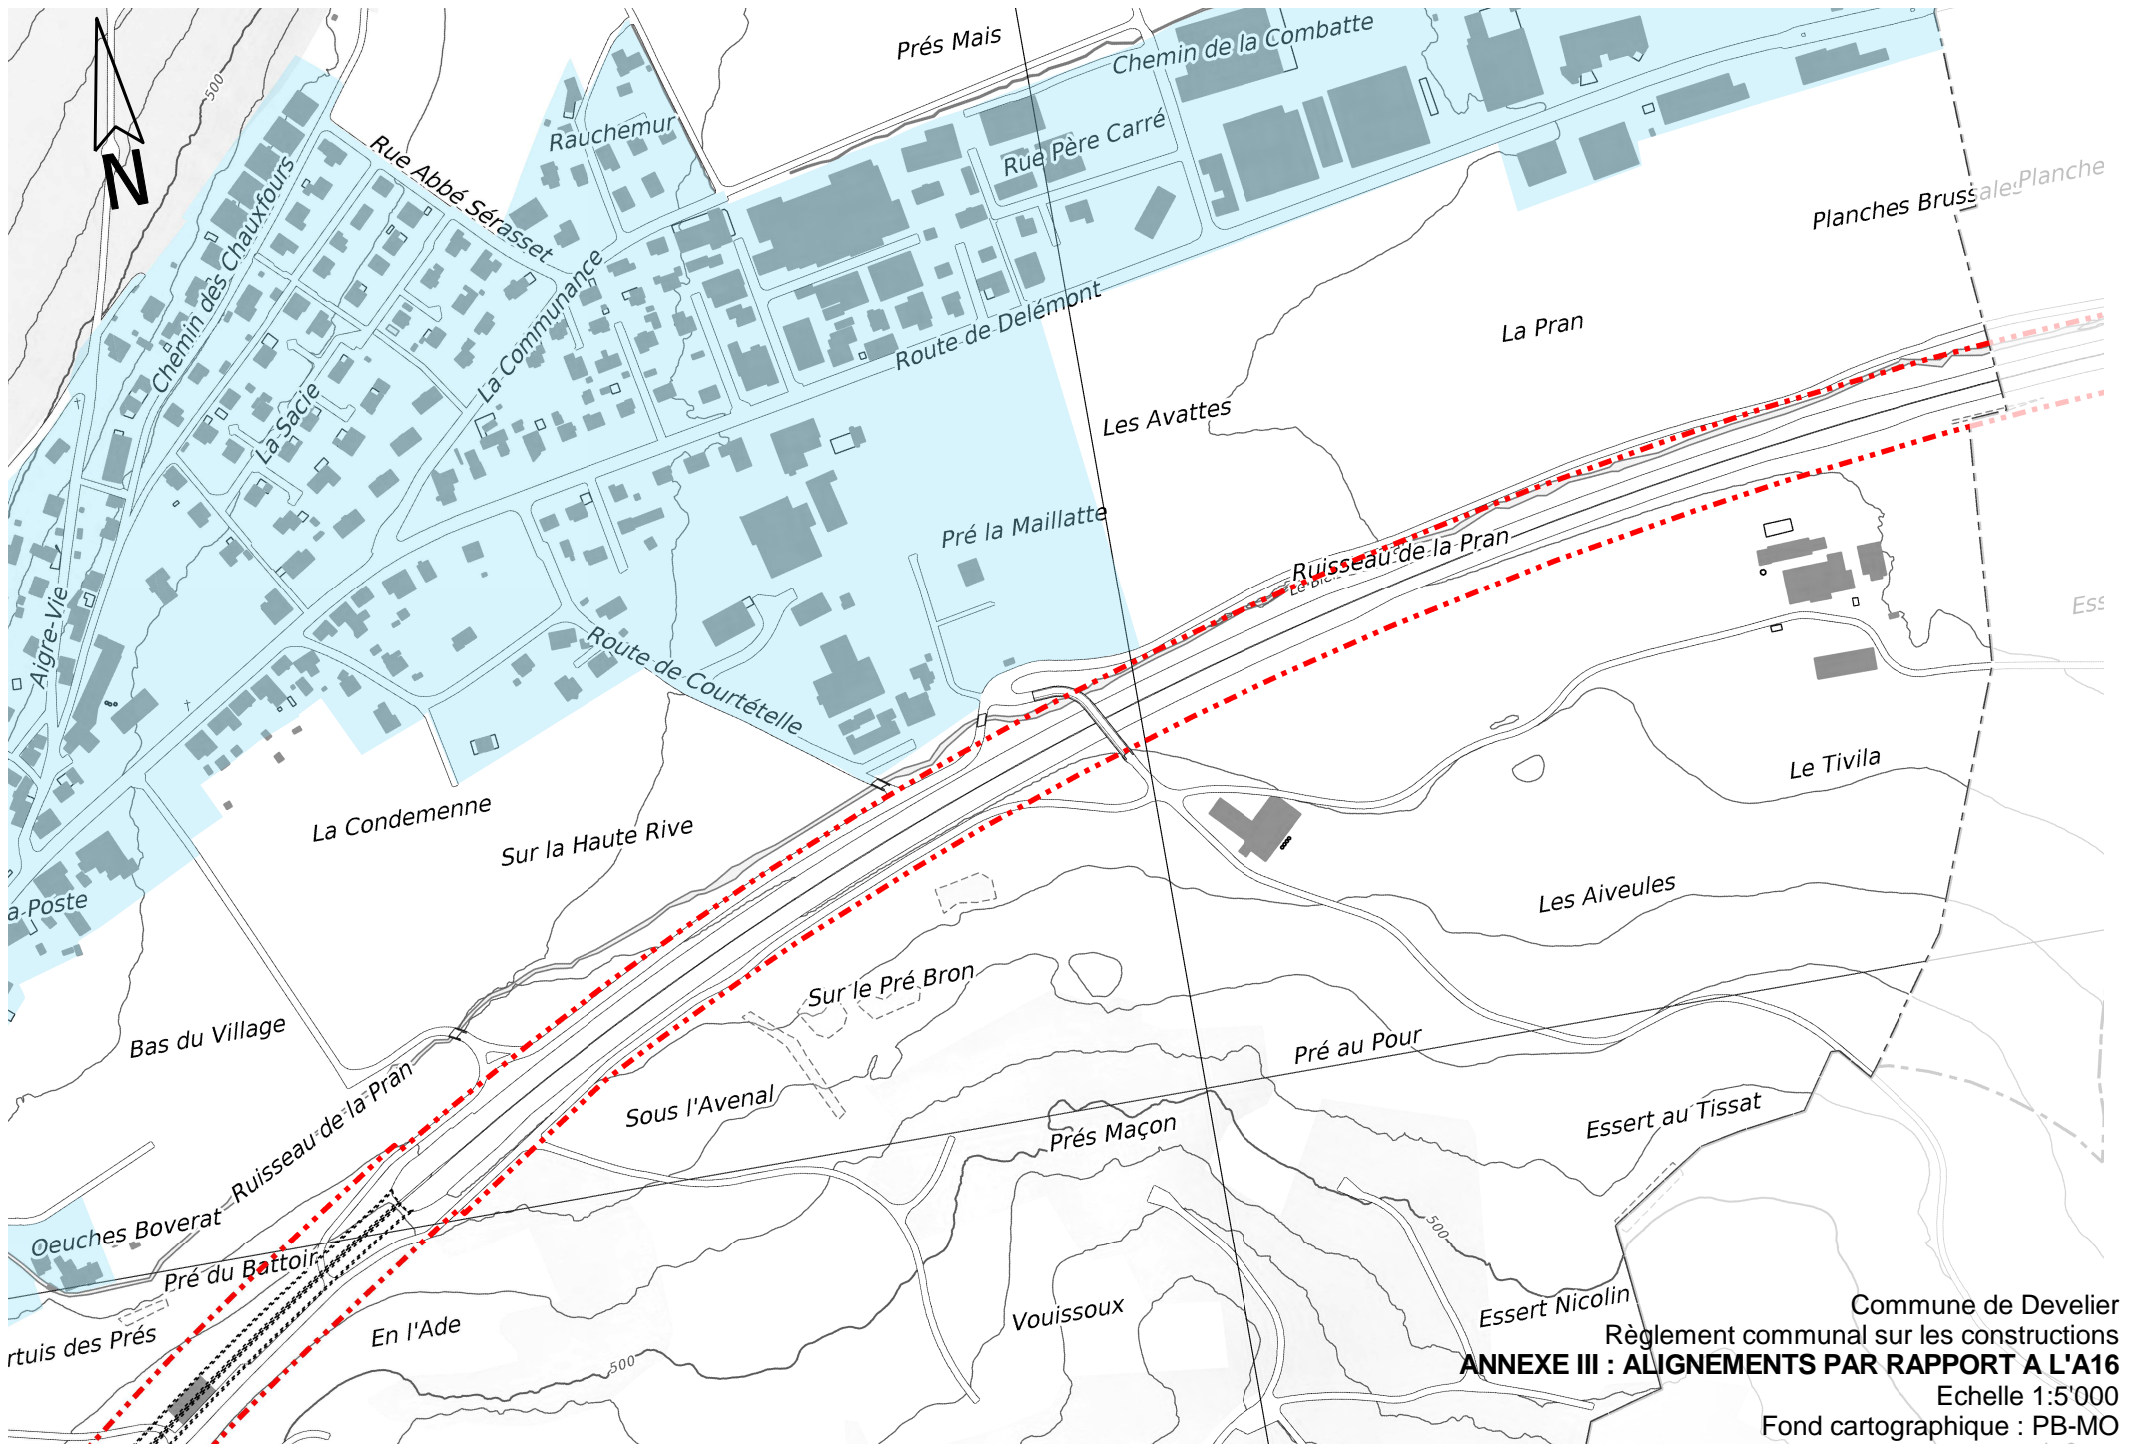 Prés Mais
Chemin de la Combatte
500
N
Rue Abbé Sérasset
Rauchemur
Rue Père Carré
Chemin des Chauxfours
Planches Brussales
Planche
La Communance
La Pran
Route de Delémont
La Sacie
Les Avattes
Pré la Maillatte
Ruisseau de la Pran
Aigre-Vie
Route de Courtételle
Ess
Le Tivila
La Condemenne
Sur la Haute Rive
Les Aiveules
a Poste
Sur le Pré Bron
Bas du Village
Pré au Pour
Ruisseau de la Pran
Sous l'Avenal
Prés Maçon
Essert au Tissat
500
Oeuches Boverat
Pré du Battoir
rtuis des Prés
En l'Ade
Vouissoux
Essert Nicolin
500
Commune de Develier
Règlement communal sur les constructions
ANNEXE III : ALIGNEMENTS PAR RAPPORT A L'A16
Echelle 1:5'000
Fond cartographique : PB-MO